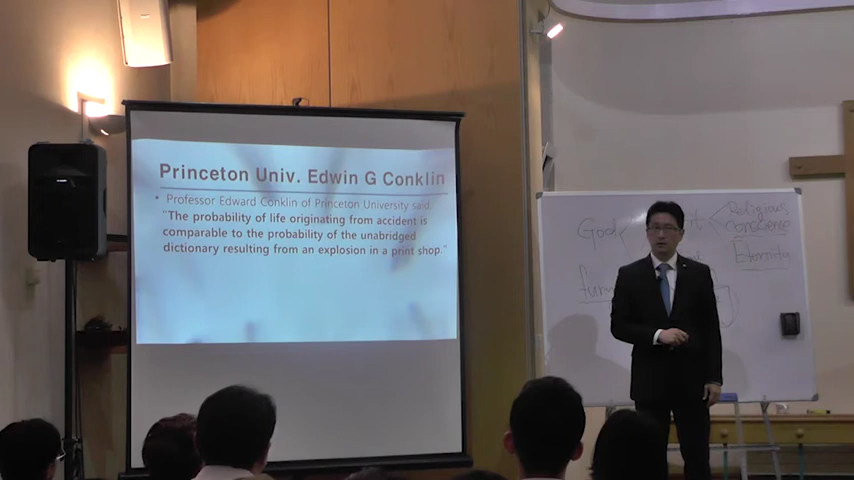 Princeton Univ. Edwin G Conklin
• Professor Edward Conklin of Princeton University said,
"The probability of life originating from accident is
comparable to the probability of the unabridged
dictionary resulting from an explosion in a print shop."
God
Religious
conscience
Eternity